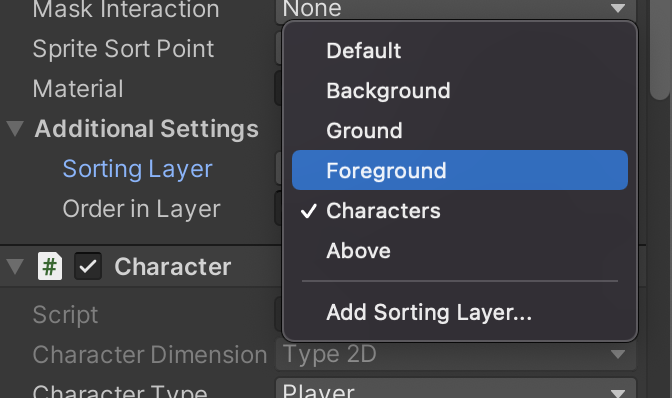 Mask Interaction None
Sprite Sort Point
Default
Background
Material
Ground
Additional Settings
Sorting Layer
Foreground
Order in Layer
Characters
Above
# Character
Script
Add Sorting Layer...
Character Dimension Type 2D
Character Type Player